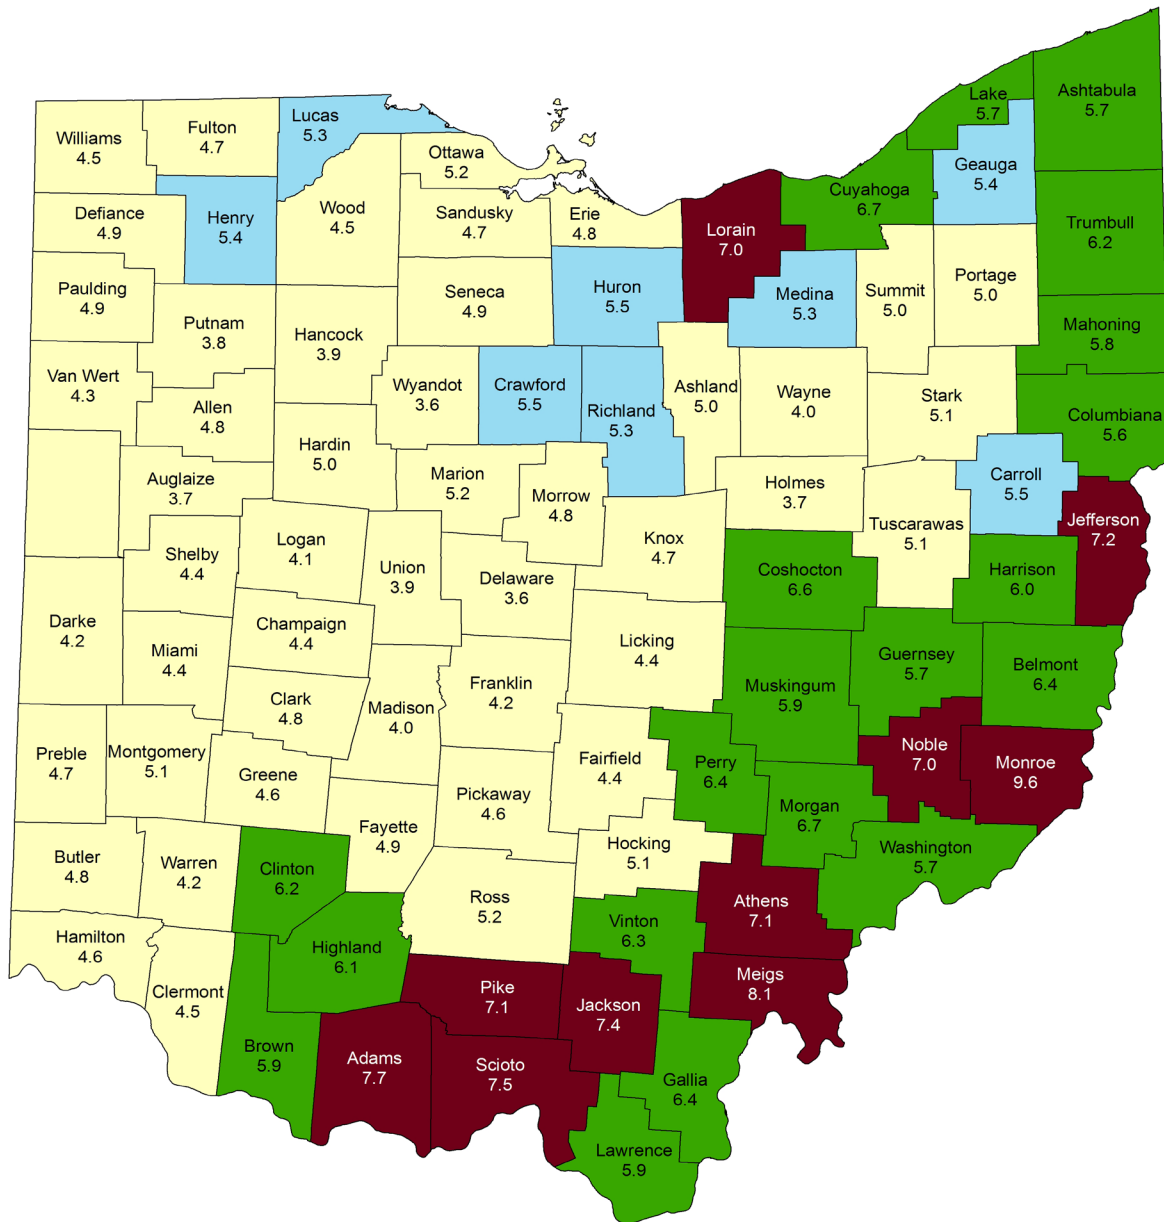 Williams
4.5
Fulton
4.7
Lucas
5.3
Ottawa
5.2
Lake
5.7
Ashtabula
5.7
Geauga
5.4
Defiance
4.9
Henry
5.4
Wood
4.5
Sandusky
4.7
Erie
4.8
Lorain
7.0
Cuyahoga
6.7
Trumbull
6.2
Paulding
4.9
Putnam
3.8
Hancock
3.9
Seneca
4.9
Huron
5.5
Medina
5.3
Summit
5.0
Portage
5.0
Mahoning
5.8
Van Wert
4.3
Allen
4.8
Wyandot
3.6
Crawford
5.5
Richland
5.3
Ashland
5.0
Wayne
4.0
Stark
5.1
Columbiana
5.6
Hardin
5.0
Auglaize
3.7
Marion
5.2
Morrow
4.8
Holmes
3.7
Carroll
5.5
Tuscarawas
5.1
Jefferson
7.2
Shelby
4.4
Logan
4.1
Union
3.9
Delaware
3.6
Knox
4.7
Coshocton
6.6
Harrison
6.0
Darke
4.2
Miami
4.4
Champaign
4.4
Licking
4.4
Guernsey
5.7
Belmont
6.4
Clark
4.8
Madison
4.0
Franklin
4.2
Muskingum
5.9
Preble
4.7
Montgomery
5.1
Greene
4.6
Pickaway
4.6
Fairfield
4.4
Perry
6.4
Noble
7.0
Monroe
9.6
Morgan
6.7
Fayette
4.9
Hocking
5.1
Washington
5.7
Butler
4.8
Warren
4.2
Clinton
6.2
Ross
5.2
Athens
7.1
Vinton
6.3
Hamilton
4.6
Highland
6.1
Clermont
4.5
Pike
7.1
Jackson
7.4
Meigs
8.1
Brown
5.9
Adams
7.7
Scioto
7.5
Gallia
6.4
Lawrence
5.9